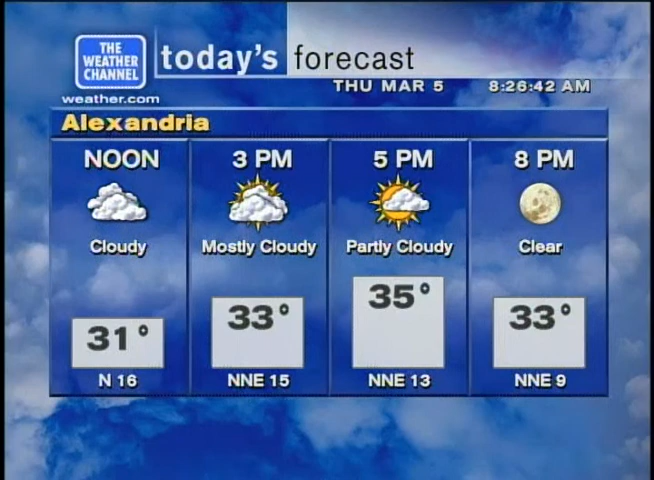 THE
WEATHER
CHANNEL
weather.com
today's forecast
THU MAR 5 8:26:42 AM
Alexandria
NOON 3 PM 5 PM 8 PM
Cloudy Mostly Cloudy Partly Cloudy Clear
31° 33° 35° 33°
N 16 NNE 15 NNE 13 NNE 9